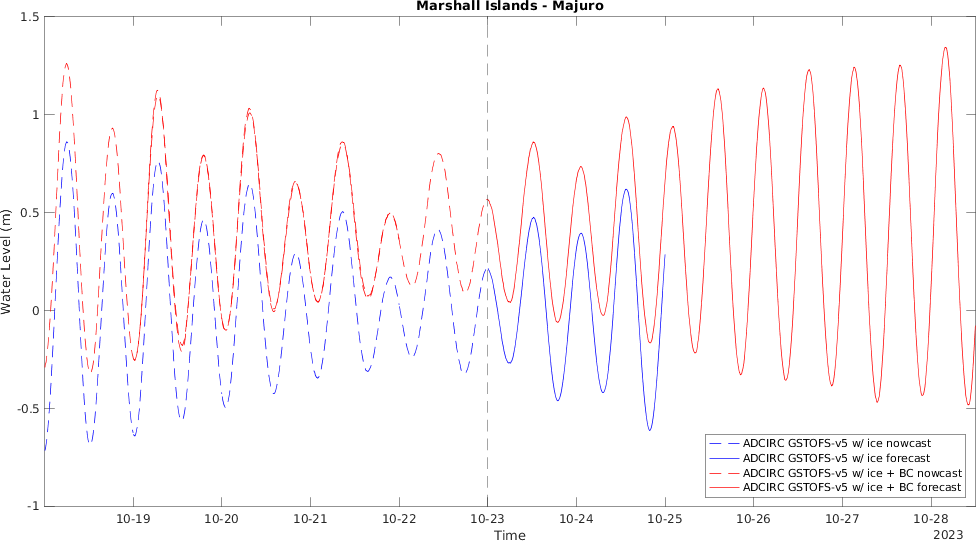 Marshall Islands - Majuro
1.5
1
0.5
0
-0.5
-1
Water Level (m)
10-19
10-20
10-21
10-22
10-23
10-24
10-25
10-26
10-27
10-28
2023
Time
ADCIRC GSTOFS-v5 w/ ice nowcast
ADCIRC GSTOFS-v5 w/ ice forecast
ADCIRC GSTOFS-v5 w/ ice + BC nowcast
ADCIRC GSTOFS-v5 w/ ice + BC forecast